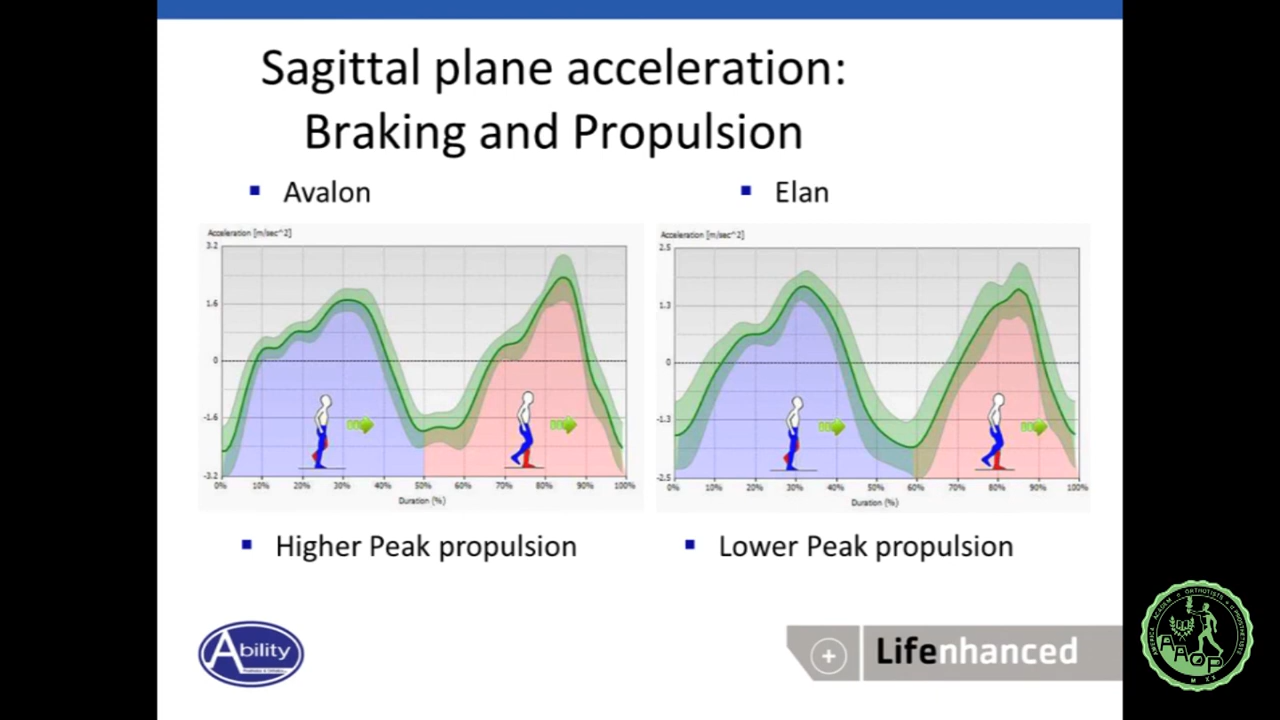 Sagittal plane acceleration:
Braking and Propulsion
▪ Avalon
▪ Elan
Acceleration [m/sec^2]
3.2
1.6
0
-1.6
-3.2
0% 10% 20% 30% 40% 50% 60% 70% 80% 90% 100%
Duration (%)
Acceleration [m/sec^2]
2.5
1.3
0
-1.3
-2.5
0% 10% 20% 30% 40% 50% 60% 70% 80% 90% 100%
Duration (%)
▪ Higher Peak propulsion
▪ Lower Peak propulsion
Ability
Lifenhanced
AAOP